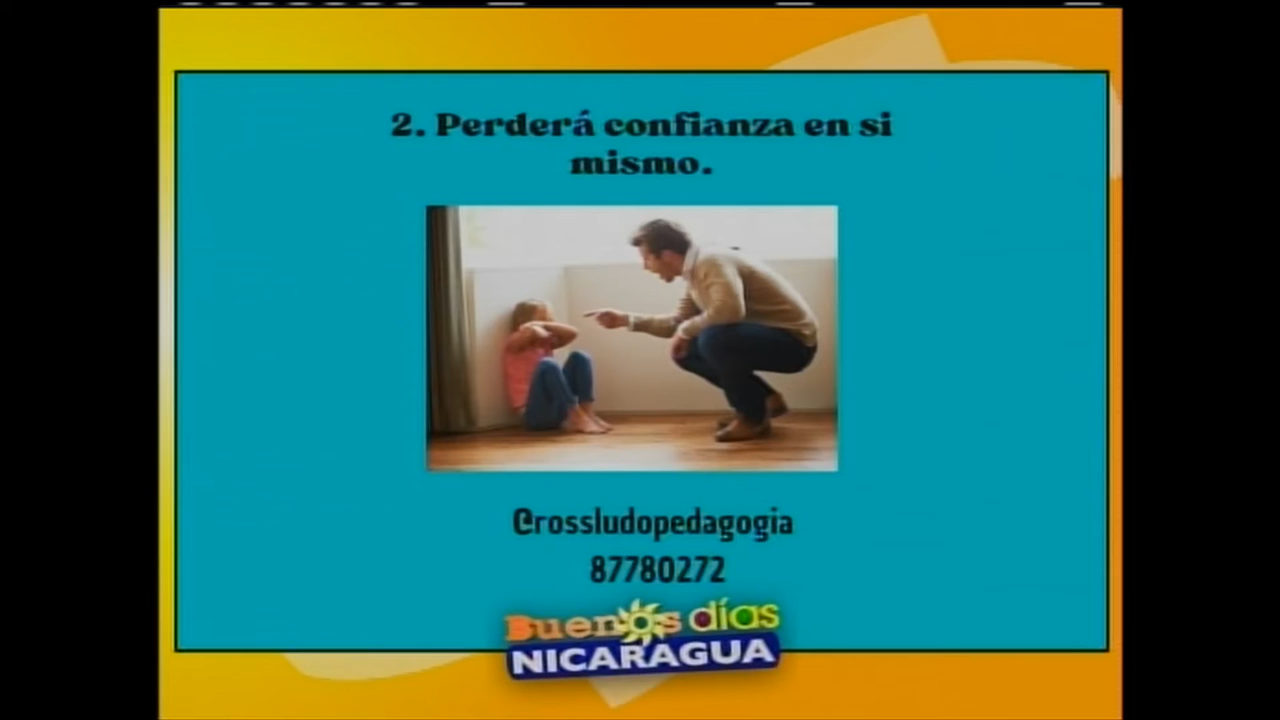 2. Perderá confianza en si
mismo.
@rossludopedagogia
87780272
Buenos días
NICARAGUA